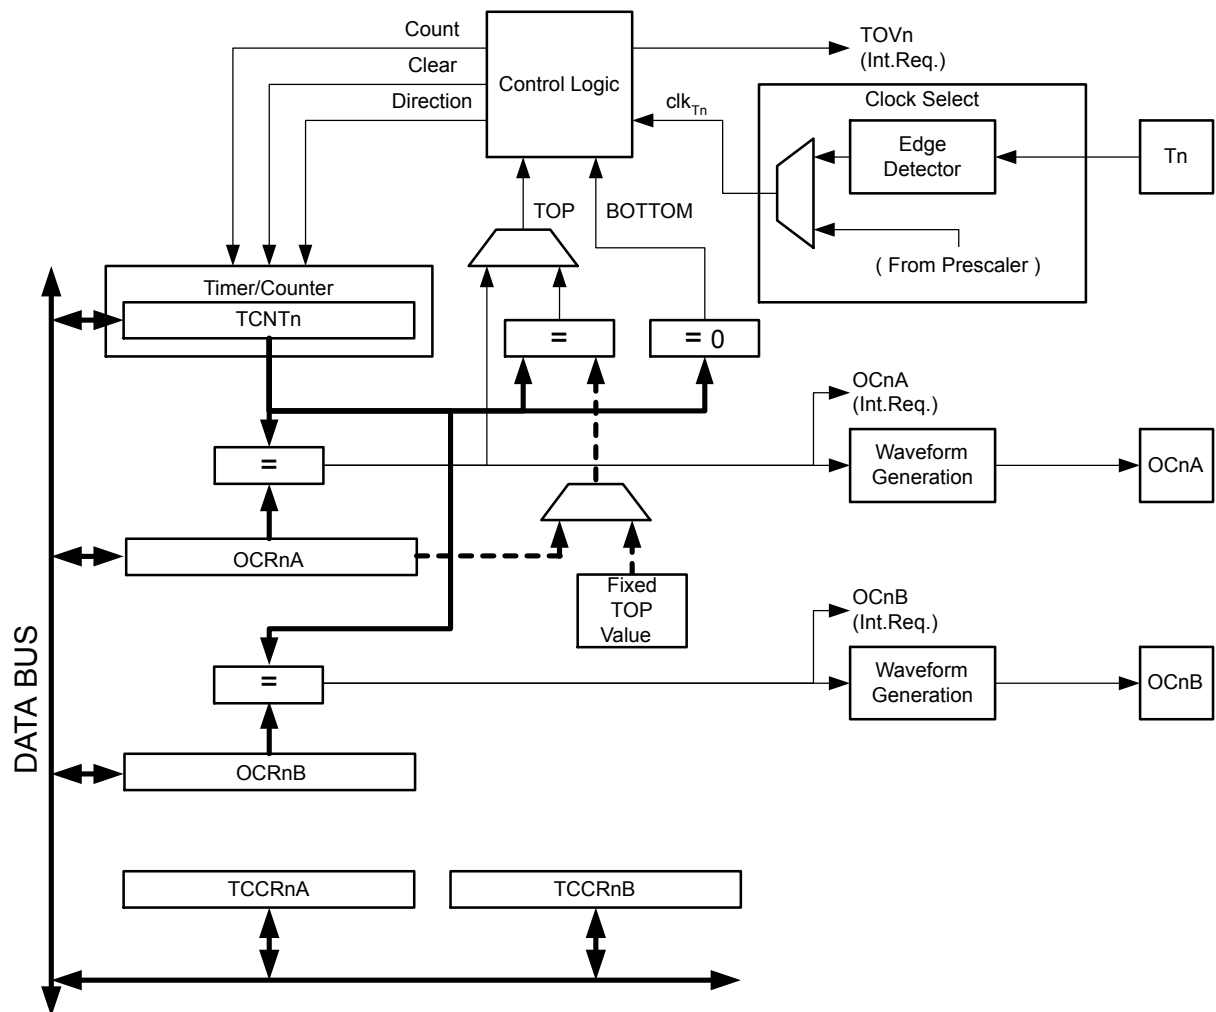 Count
Clear
Direction
Control Logic
TOVn
(Int.Req.)
clkTn
Clock Select
Edge
Detector
Tn
( From Prescaler )
TOP
BOTTOM
Timer/Counter
TCNTn
=
= 0
OCnA
(Int.Req.)
=
Waveform
Generation
OCnA
OCRnA
Fixed
TOP
Value
OCnB
(Int.Req.)
=
Waveform
Generation
OCnB
OCRnB
DATA BUS
TCCRnA
TCCRnB